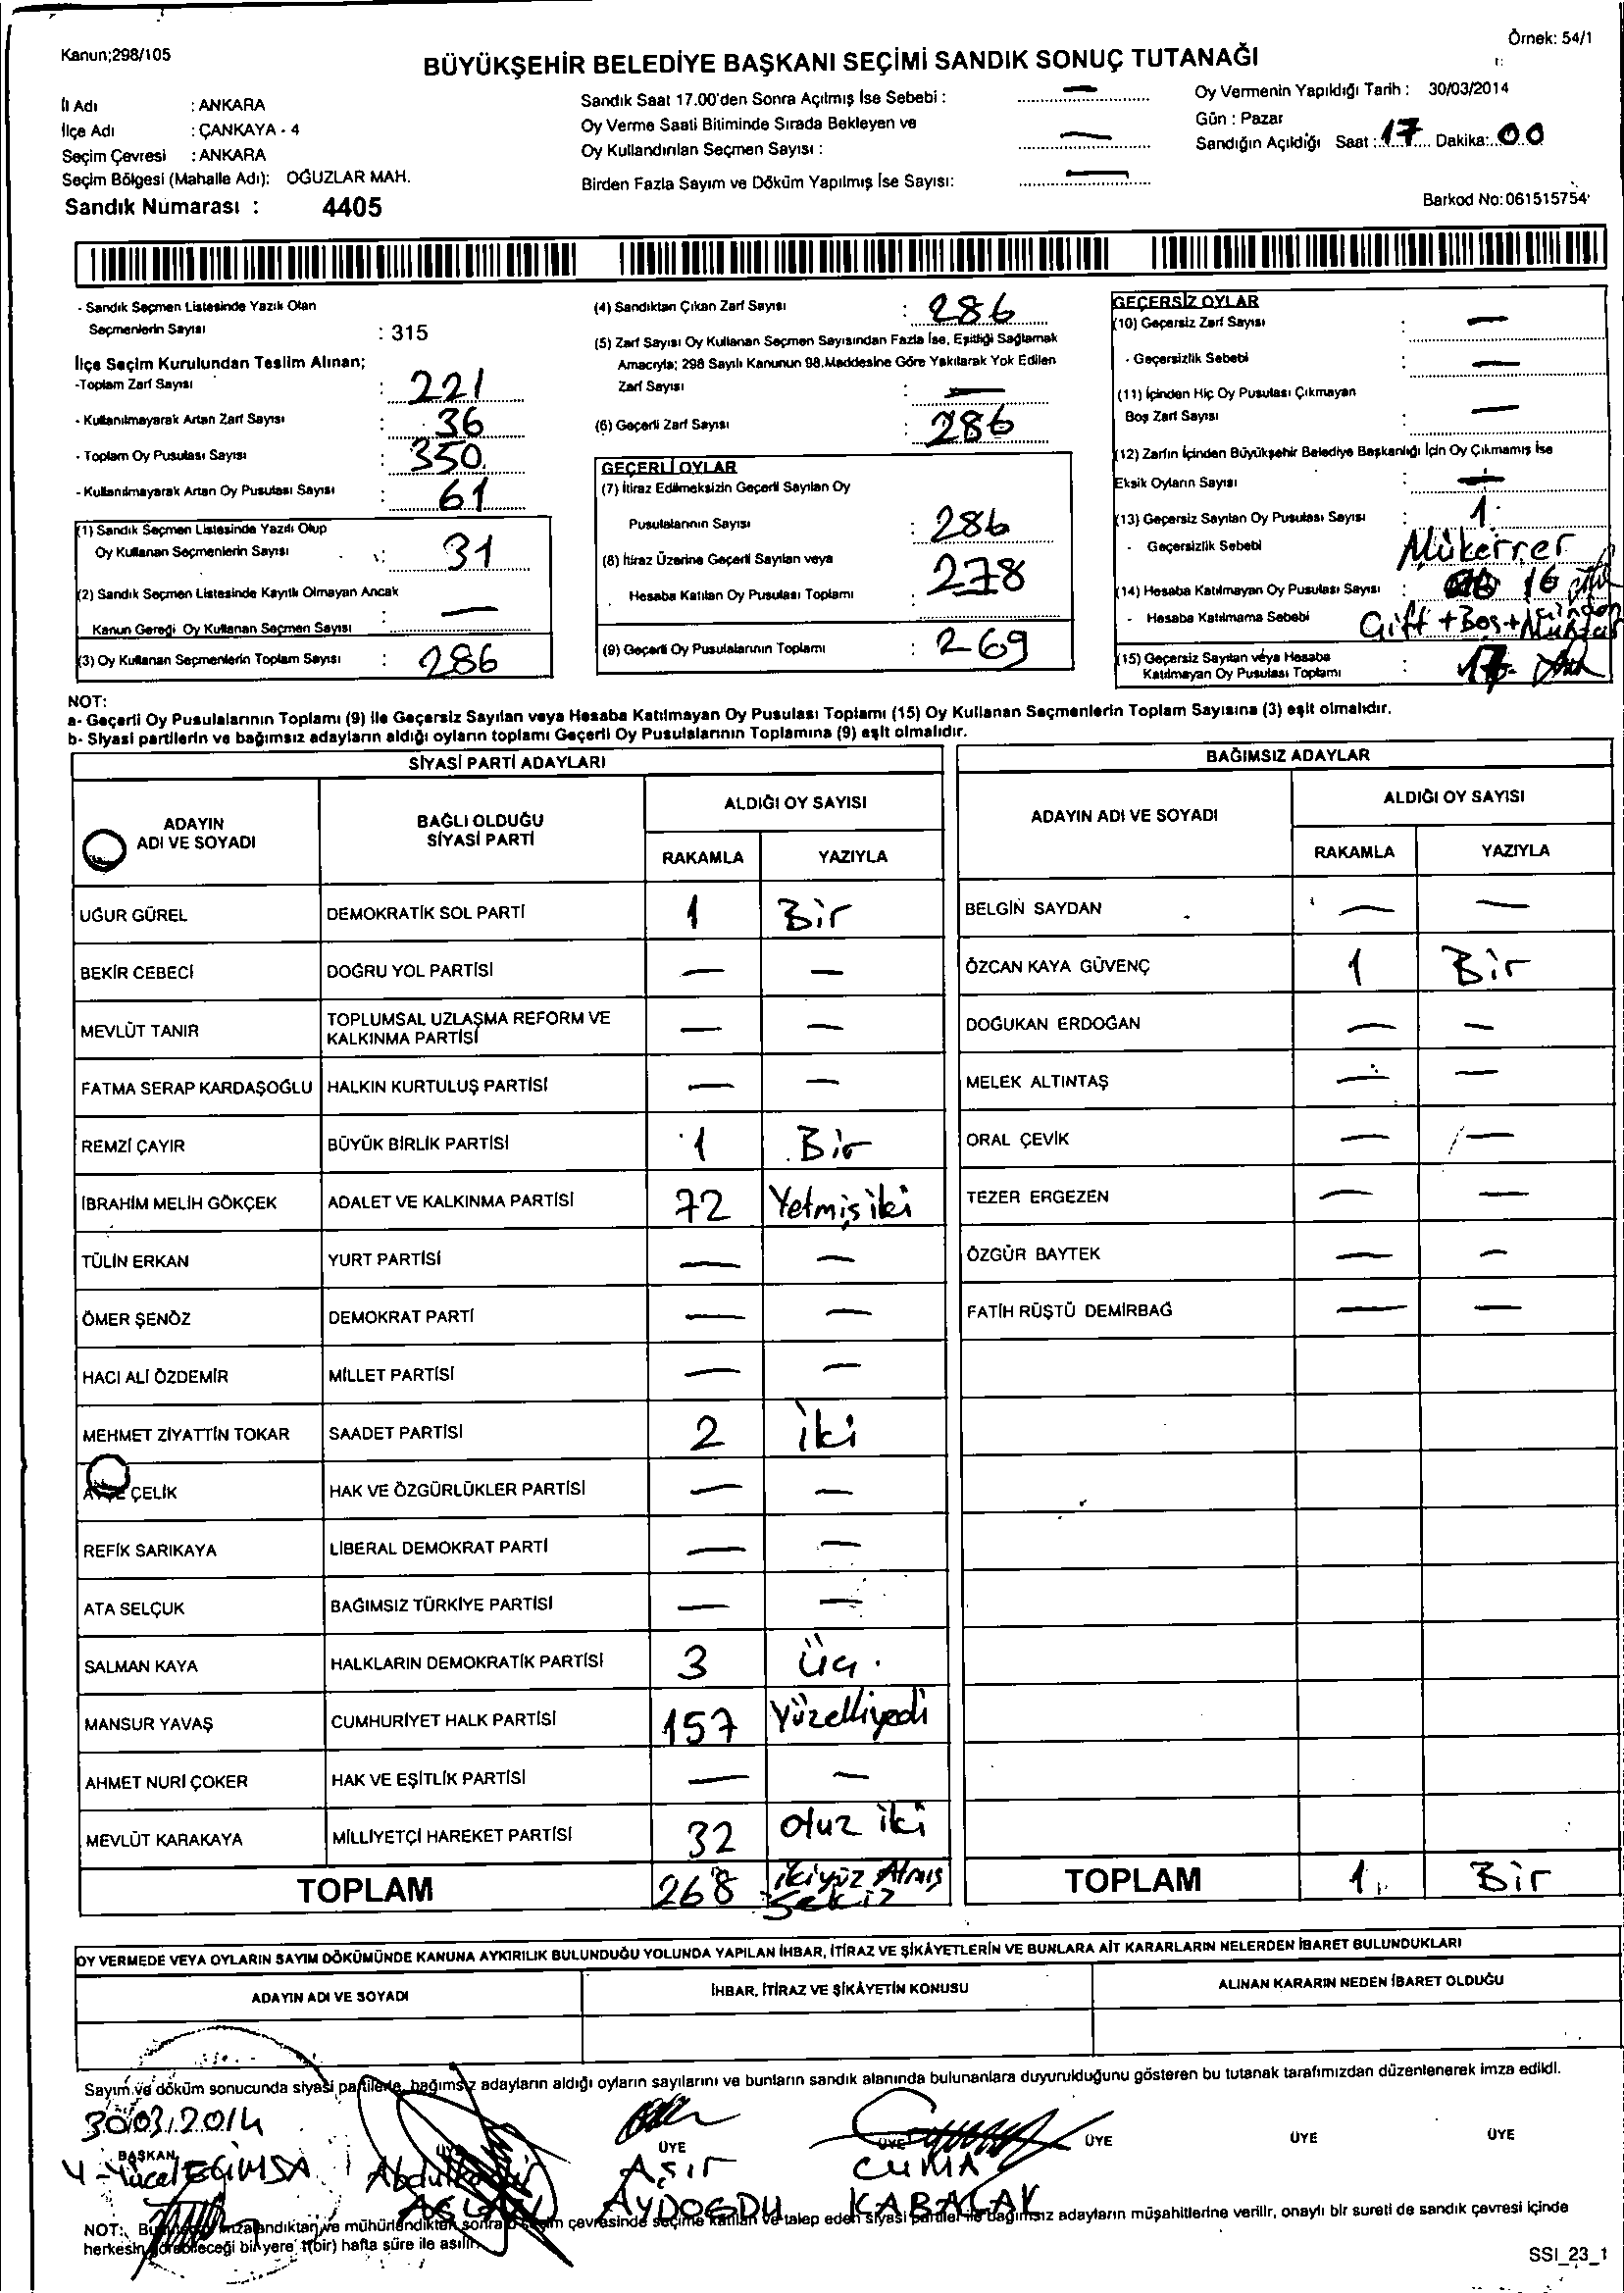 Kanun;298/105
Örnek: 54/1
BÜYÜKŞEHİR BELEDİYE BAŞKANI SEÇİMİ SANDIK SONUÇ TUTANAĞI
İl Adı : ANKARA
İlçe Adı : ÇANKAYA - 4
Seçim Çevresi : ANKARA
Seçim Bölgesi (Mahalle Adı): OĞUZLAR MAH.
Sandık Numarası : 4405
Sandık Saat 17.00'den Sonra Açılmış İse Sebebi : —
Oy Verme Saati Bitiminde Sırada Bekleyen ve
Oy Kullandırılan Seçmen Sayısı : —
Birden Fazla Sayım ve Döküm Yapılmış İse Sayısı: —
Oy Vermenin Yapıldığı Tarih : 30/03/2014
Gün : Pazar
Sandığın Açıldığı Saat : 17 Dakika: 00
Barkod No: 061515754
- Sandık Seçmen Listesinde Yazılı Olan
Seçmenlerin Sayısı : 315
İlçe Seçim Kurulundan Teslim Alınan;
-Toplam Zarf Sayısı : 221
- Kullanılmayarak Artan Zarf Sayısı : 36
- Toplam Oy Pusulası Sayısı : 350
- Kullanılmayarak Artan Oy Pusulası Sayısı : 61
(1) Sandık Seçmen Listesinde Yazılı Olup
Oy Kullanan Seçmenlerin Sayısı : 31
(2) Sandık Seçmen Listesinde Kayıtlı Olmayan Ancak
Kanun Gereği Oy Kullanan Seçmen Sayısı : —
(3) Oy Kullanan Seçmenlerin Toplam Sayısı : 286
(4) Sandıktan Çıkan Zarf Sayısı : 286
(5) Zarf Sayısı Oy Kullanan Seçmen Sayısından Fazla İse, Eşitliği Sağlamak
Amacıyla; 298 Sayılı Kanunun 98.Maddesine Göre Yakılarak Yok Edilen
Zarf Sayısı : —
(6) Geçerli Zarf Sayısı : 286
GEÇERLİ OYLAR
(7) İtiraz Edilmeksizin Geçerli Sayılan Oy
Pusulalarının Sayısı : 286
(8) İtiraz Üzerine Geçerli Sayılan veya
Hesaba Katılan Oy Pusulası Toplamı : 278
(9) Geçerli Oy Pusulalarının Toplamı : 269
GEÇERSİZ OYLAR
(10) Geçersiz Zarf Sayısı : —
- Geçersizlik Sebebi : —
(11) İçinden Hiç Oy Pusulası Çıkmayan
Boş Zarf Sayısı : —
(12) Zarfın İçinden Büyükşehir Belediye Başkanlığı İçin Oy Çıkmamış İse
Eksik Oyların Sayısı : —
(13) Geçersiz Sayılan Oy Pusulası Sayısı : 1
- Geçersizlik Sebebi Mükerrer
(14) Hesaba Katılmayan Oy Pusulası Sayısı : 16
- Hesaba Katılmama Sebebi Çift + Boş +
(15) Geçersiz Sayılan veya Hesaba
Katılmayan Oy Pusulası Toplamı : 17
NOT:
a- Geçerli Oy Pusulalarının Toplamı (9) ile Geçersiz Sayılan veya Hesaba Katılmayan Oy Pusulası Toplamı (15) Oy Kullanan Seçmenlerin Toplam Sayısına (3) eşit olmalıdır.
b- Siyasi partilerin ve bağımsız adayların aldığı oyların toplamı Geçerli Oy Pusulalarının Toplamına (9) eşit olmalıdır.
SİYASİ PARTİ ADAYLARI
ADAYIN ADI VE SOYADI BAĞLI OLDUĞU SİYASİ PARTİ ALDIĞI OY SAYISI
RAKAMLA YAZIYLA
UĞUR GÜREL DEMOKRATİK SOL PARTİ 1 Bir
BEKİR CEBECİ DOĞRU YOL PARTİSİ — —
MEVLÜT TANIR TOPLUMSAL UZLAŞMA REFORM VE KALKINMA PARTİSİ — —
FATMA SERAP KARDAŞOĞLU HALKIN KURTULUŞ PARTİSİ — —
REMZİ ÇAYIR BÜYÜK BİRLİK PARTİSİ 1 Bir
İBRAHİM MELİH GÖKÇEK ADALET VE KALKINMA PARTİSİ 72 Yetmiş iki
TÜLİN ERKAN YURT PARTİSİ — —
ÖMER ŞENÖZ DEMOKRAT PARTİ — —
HACI ALİ ÖZDEMİR MİLLET PARTİSİ — —
MEHMET ZİYATTİN TOKAR SAADET PARTİSİ 2 iki
ÇELİK HAK VE ÖZGÜRLÜKLER PARTİSİ — —
REFİK SARIKAYA LİBERAL DEMOKRAT PARTİ — —
ATA SELÇUK BAĞIMSIZ TÜRKİYE PARTİSİ — —
SALMAN KAYA HALKLARIN DEMOKRATİK PARTİSİ 3 Üç.
MANSUR YAVAŞ CUMHURİYET HALK PARTİSİ 157 Yüzelliyedi
AHMET NURİ ÇOKER HAK VE EŞİTLİK PARTİSİ — —
MEVLÜT KARAKAYA MİLLİYETÇİ HAREKET PARTİSİ 32 otuz iki
TOPLAM 268 ikiyüz Atmış Sekiz
BAĞIMSIZ ADAYLAR
ADAYIN ADI VE SOYADI ALDIĞI OY SAYISI
RAKAMLA YAZIYLA
BELGİN SAYDAN — —
ÖZCAN KAYA GÜVENÇ 1 Bir
DOĞUKAN ERDOĞAN — —
MELEK ALTINTAŞ — —
ORAL ÇEVİK — —
TEZER ERGEZEN — —
ÖZGÜR BAYTEK — —
FATİH RÜŞTÜ DEMİRBAĞ — —
TOPLAM 1 Bir
OY VERMEDE VEYA OYLARIN SAYIM DÖKÜMÜNDE KANUNA AYKIRILIK BULUNDUĞU YOLUNDA YAPILAN İHBAR, İTİRAZ VE ŞİKÂYETLERİN VE BUNLARA AİT KARARLARIN NELERDEN İBARET BULUNDUKLARI
ADAYIN ADI VE SOYADI İHBAR, İTİRAZ VE ŞİKÂYETİN KONUSU ALINAN KARARIN NEDEN İBARET OLDUĞU
Sayım ve döküm sonucunda siyasi partilerle, bağımsız adayların aldığı oyların sayılarını ve bunların sandık alanında bulunanlara duyurulduğunu gösteren bu tutanak tarafımızdan düzenlenerek imza edildi.
30.03.2014
BAŞKAN ÜYE ÜYE ÜYE ÜYE ÜYE ÜYE
Yücel Aşır CUMA
AYDOĞDU KABALAK
NOT: imzalandıktan ve mühürlendikten sonra seçim çevresinde seçime katılan ve talep eden siyasi partiler ile bağımsız adayların müşahitlerine verilir, onaylı bir sureti de sandık çevresi içinde
herkesin görebileceği bir yere 1(bir) hafta süre ile asılır.
SSI_23_1